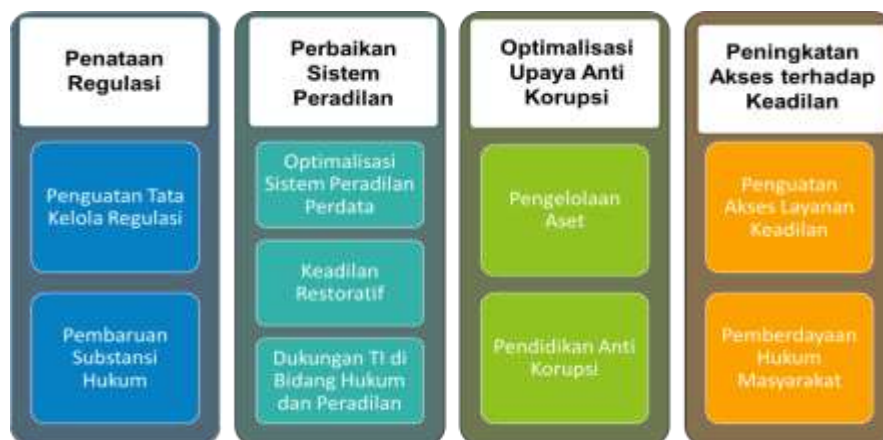 Penataan
Regulasi
Penguatan Tata
Kelola Regulasi
Pembaruan
Substansi
Hukum
Perbaikan
Sistem
Peradilan
Optimalisasi
Sistem Peradilan
Perdata
Keadilan
Restoratif
Dukungan TI di
Bidang Hukum
dan Peradilan
Optimalisasi
Upaya Anti
Korupsi
Pengelolaan
Aset
Pendidikan Anti
Korupsi
Peningkatan
Akses terhadap
Keadilan
Penguatan
Akses Layanan
Keadilan
Pemberdayaan
Hukum
Masyarakat